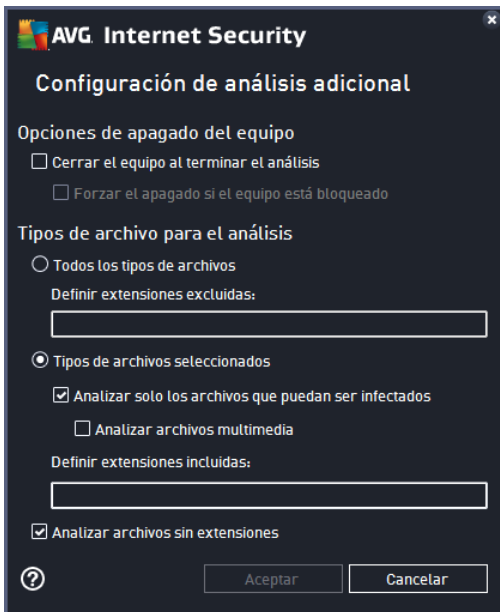 AVG Internet Security
Configuración de análisis adicional
Opciones de apagado del equipo
Cerrar el equipo al terminar el análisis
Forzar el apagado si el equipo está bloqueado
Tipos de archivo para el análisis
Todos los tipos de archivos
Definir extensiones excluidas:
Tipos de archivos seleccionados
Analizar solo los archivos que puedan ser infectados
Analizar archivos multimedia
Definir extensiones incluidas:
Analizar archivos sin extensiones
? Aceptar Cancelar